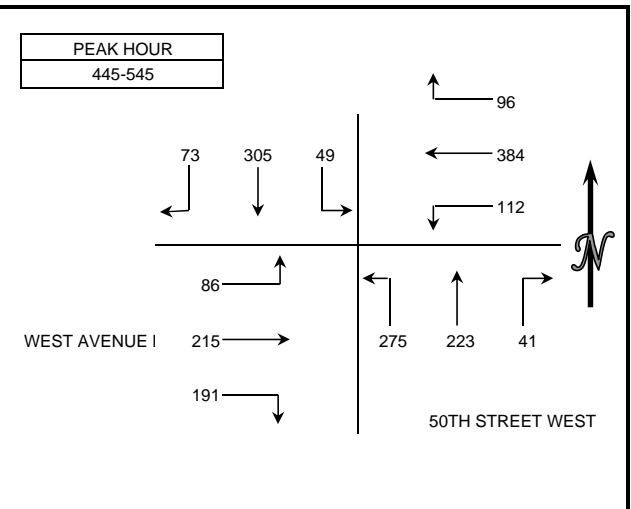 PEAK HOUR
445-545
96
73 305 49 384
112
N
86
WEST AVENUE I 215 275 223 41
191
50TH STREET WEST